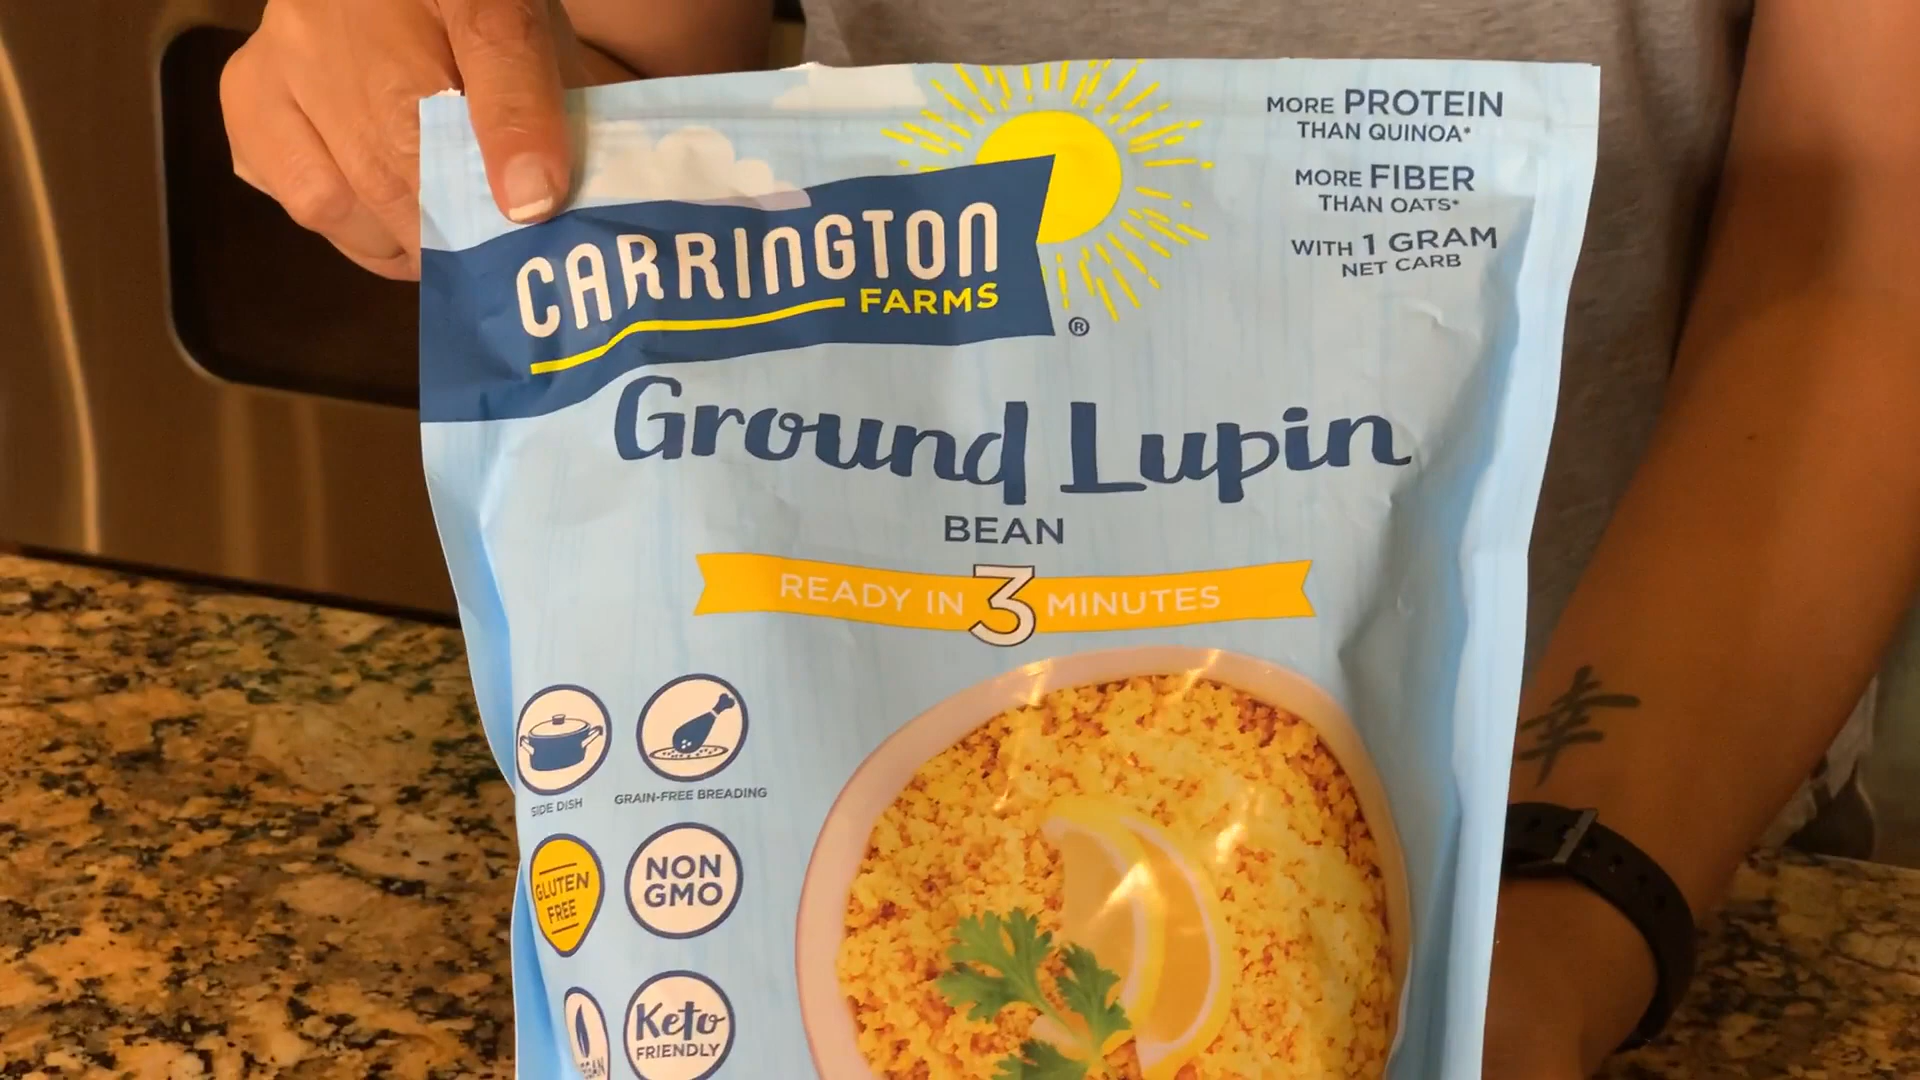 CARRINGTON
FARMS
®
MORE PROTEIN
THAN QUINOA*
MORE FIBER
THAN OATS*
WITH 1 GRAM
NET CARB
Ground Lupin
BEAN
READY IN 3 MINUTES
SIDE DISH
GRAIN-FREE BREADING
GLUTEN
FREE
NON
GMO
Keto
FRIENDLY
幸